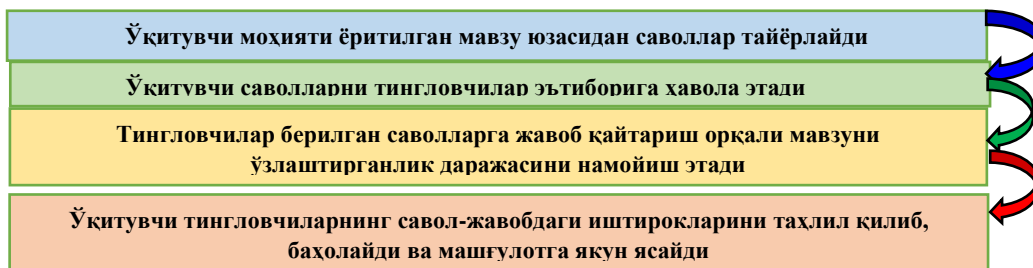 Ўқитувчи моҳияти ёритилган мавзу юзасидан саволлар тайёрлайди
Ўқитувчи саволларни тингловчилар эътиборига ҳавола этади
Тингловчилар берилган саволларга жавоб қайтариш орқали мавзуни
ўзлаштирганлик даражасини намойиш этади
Ўқитувчи тингловчиларнинг савол-жавобдаги иштирокларини таҳлил қилиб,
баҳолайди ва машғулотга якун ясайди